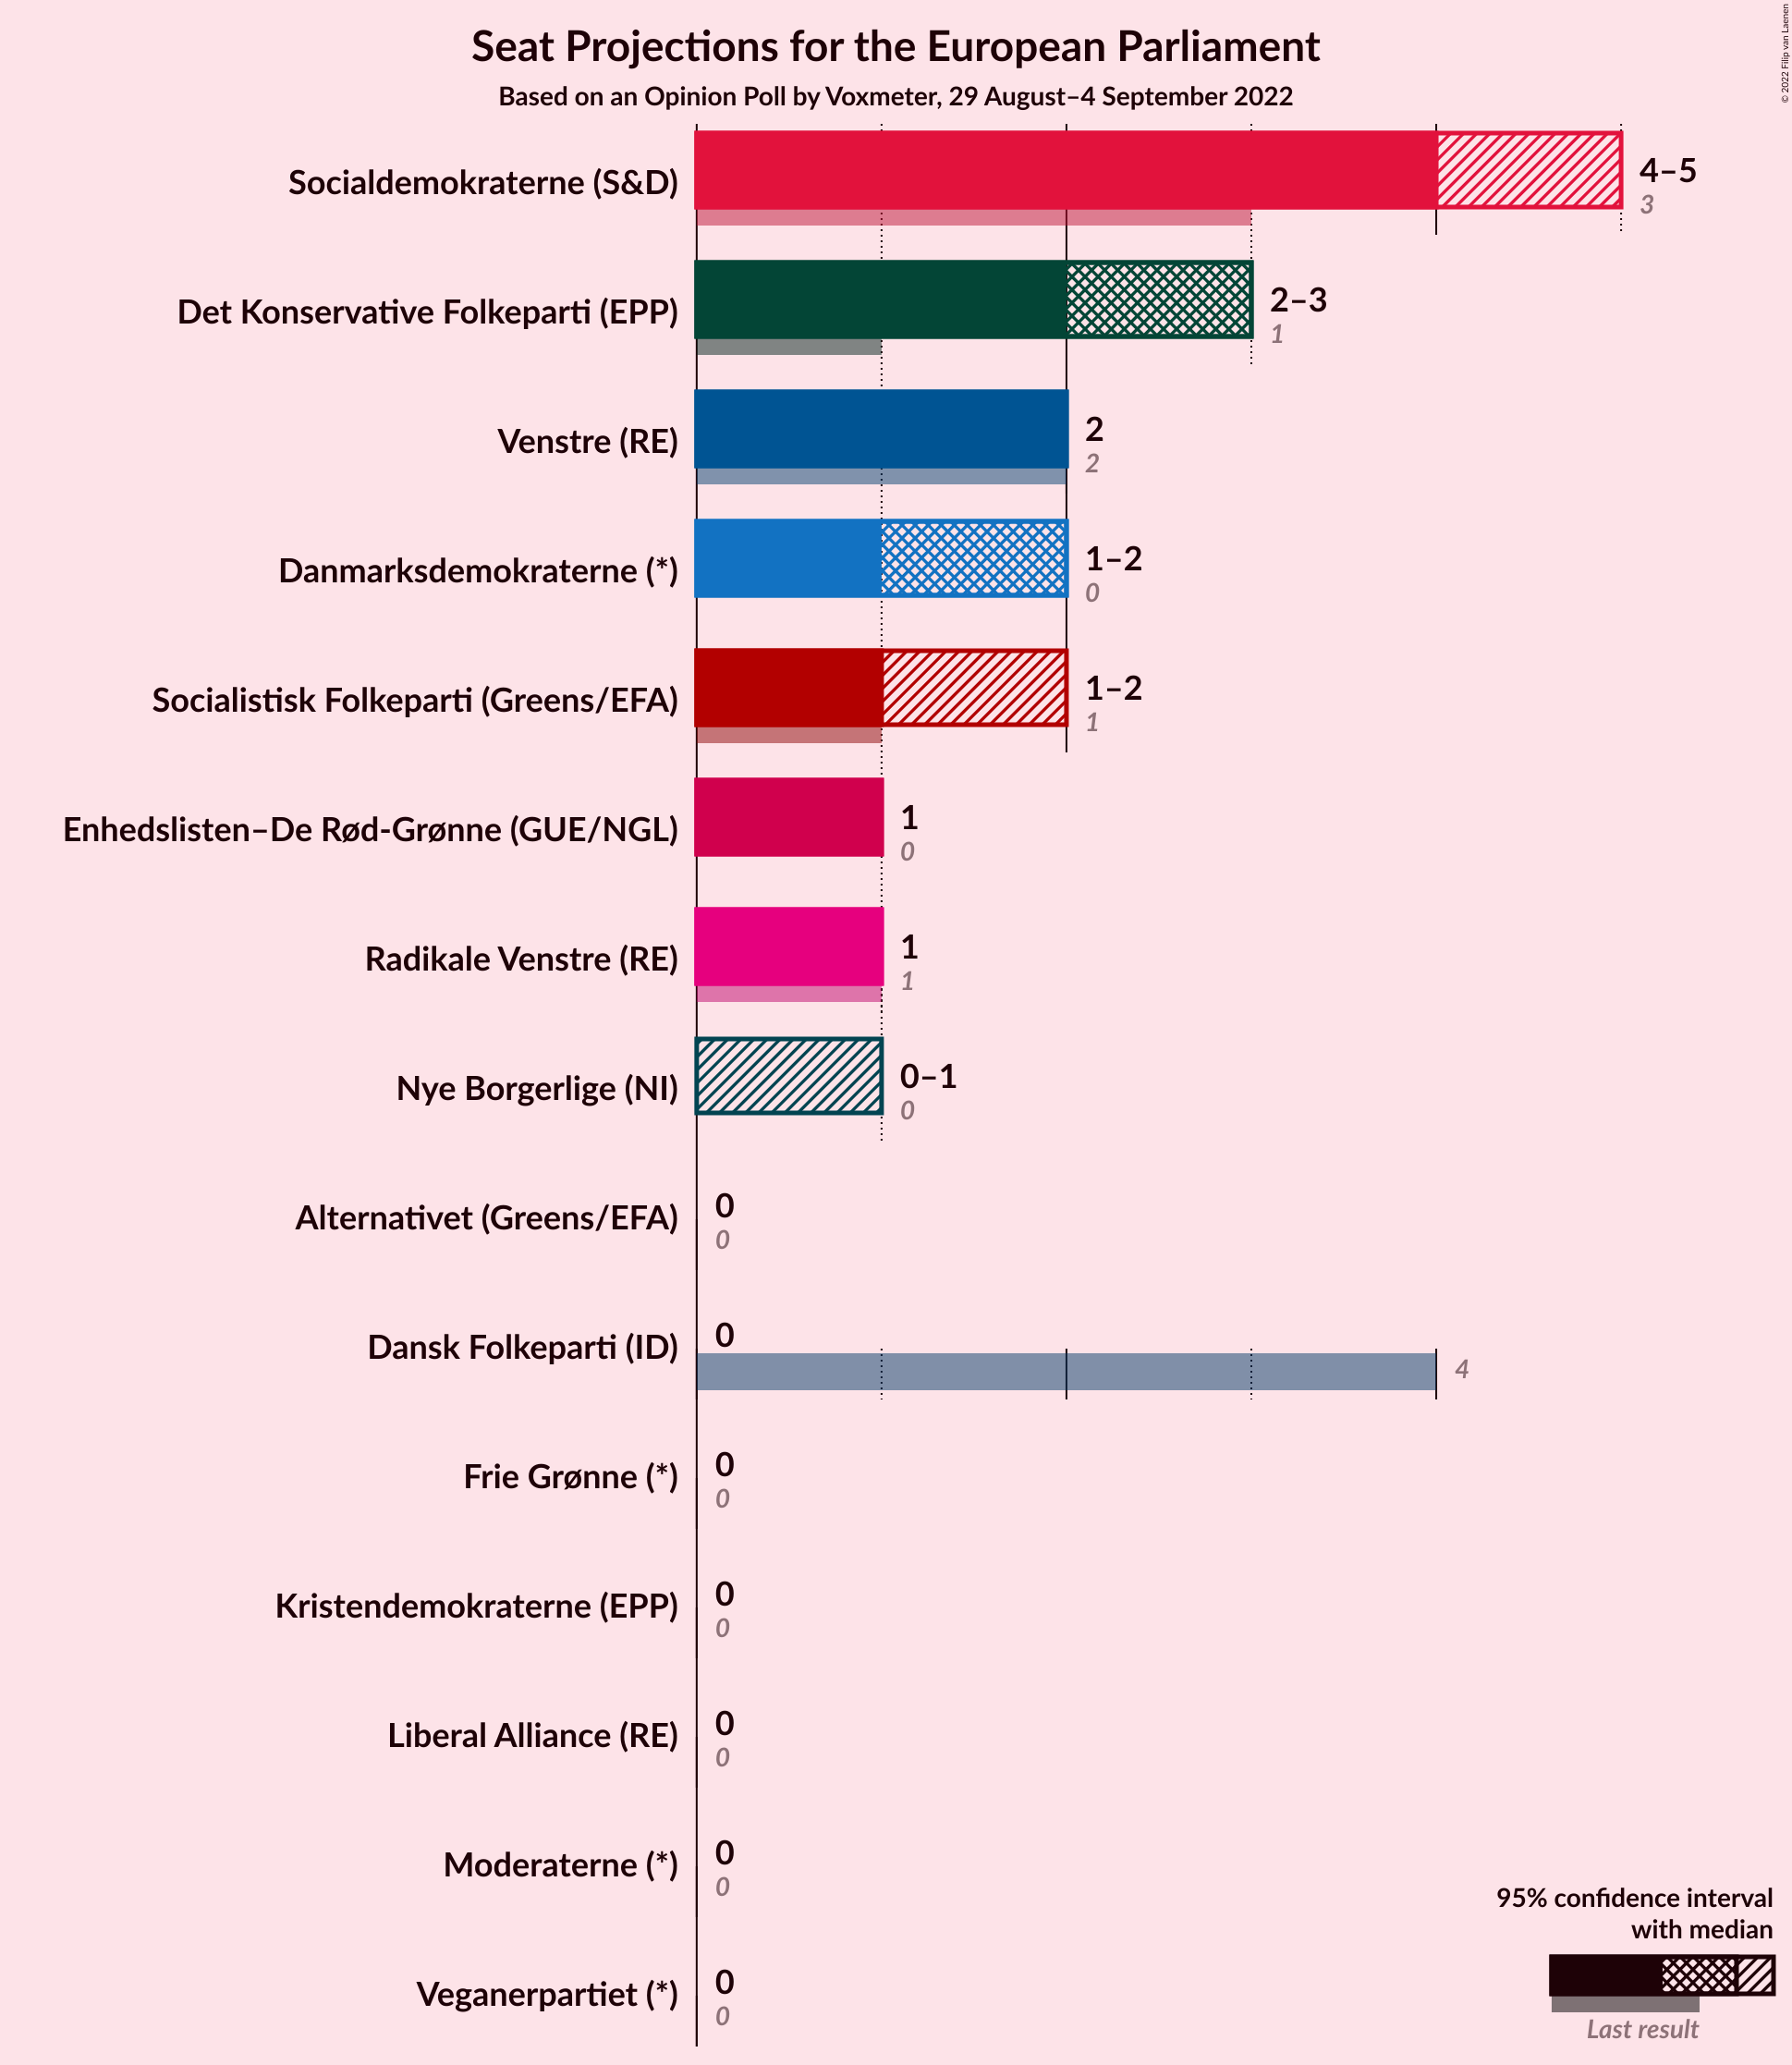 Seat Projections for the European Parliament
Based on an Opinion Poll by Voxmeter, 29 August–4 September 2022
© 2022 Filip van Laenen
Socialdemokraterne (S&D)
4–5
3
Det Konservative Folkeparti (EPP)
2–3
1
Venstre (RE)
2
2
Danmarksdemokraterne (*)
1–2
0
Socialistisk Folkeparti (Greens/EFA)
1–2
1
Enhedslisten–De Rød-Grønne (GUE/NGL)
1
0
Radikale Venstre (RE)
1
1
Nye Borgerlige (NI)
0–1
0
Alternativet (Greens/EFA)
0
0
Dansk Folkeparti (ID)
0
4
Frie Grønne (*)
0
0
Kristendemokraterne (EPP)
0
0
Liberal Alliance (RE)
0
0
Moderaterne (*)
0
0
Veganerpartiet (*)
0
0
95% confidence interval
with median
Last result